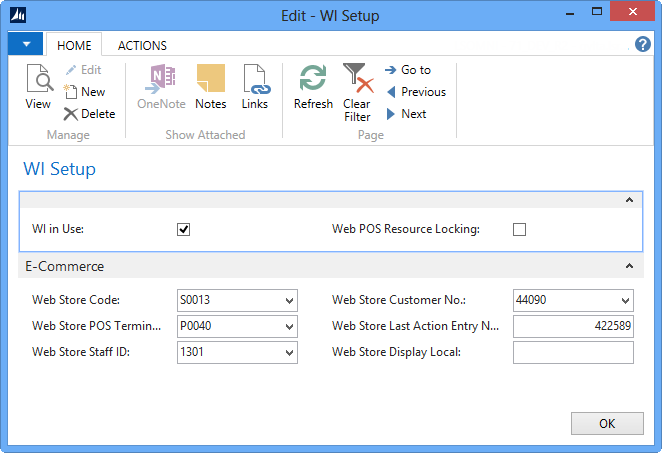 Edit - WI Setup
HOME ACTIONS
View
Edit
New
Delete
Manage
OneNote
Notes
Links
Show Attached
Refresh
Clear
Filter
Go to
Previous
Next
Page
WI Setup
WI in Use:
Web POS Resource Locking:
E-Commerce
Web Store Code: S0013
Web Store Customer No.: 44090
Web Store POS Termin... P0040
Web Store Last Action Entry N... 422589
Web Store Staff ID: 1301
Web Store Display Local:
OK